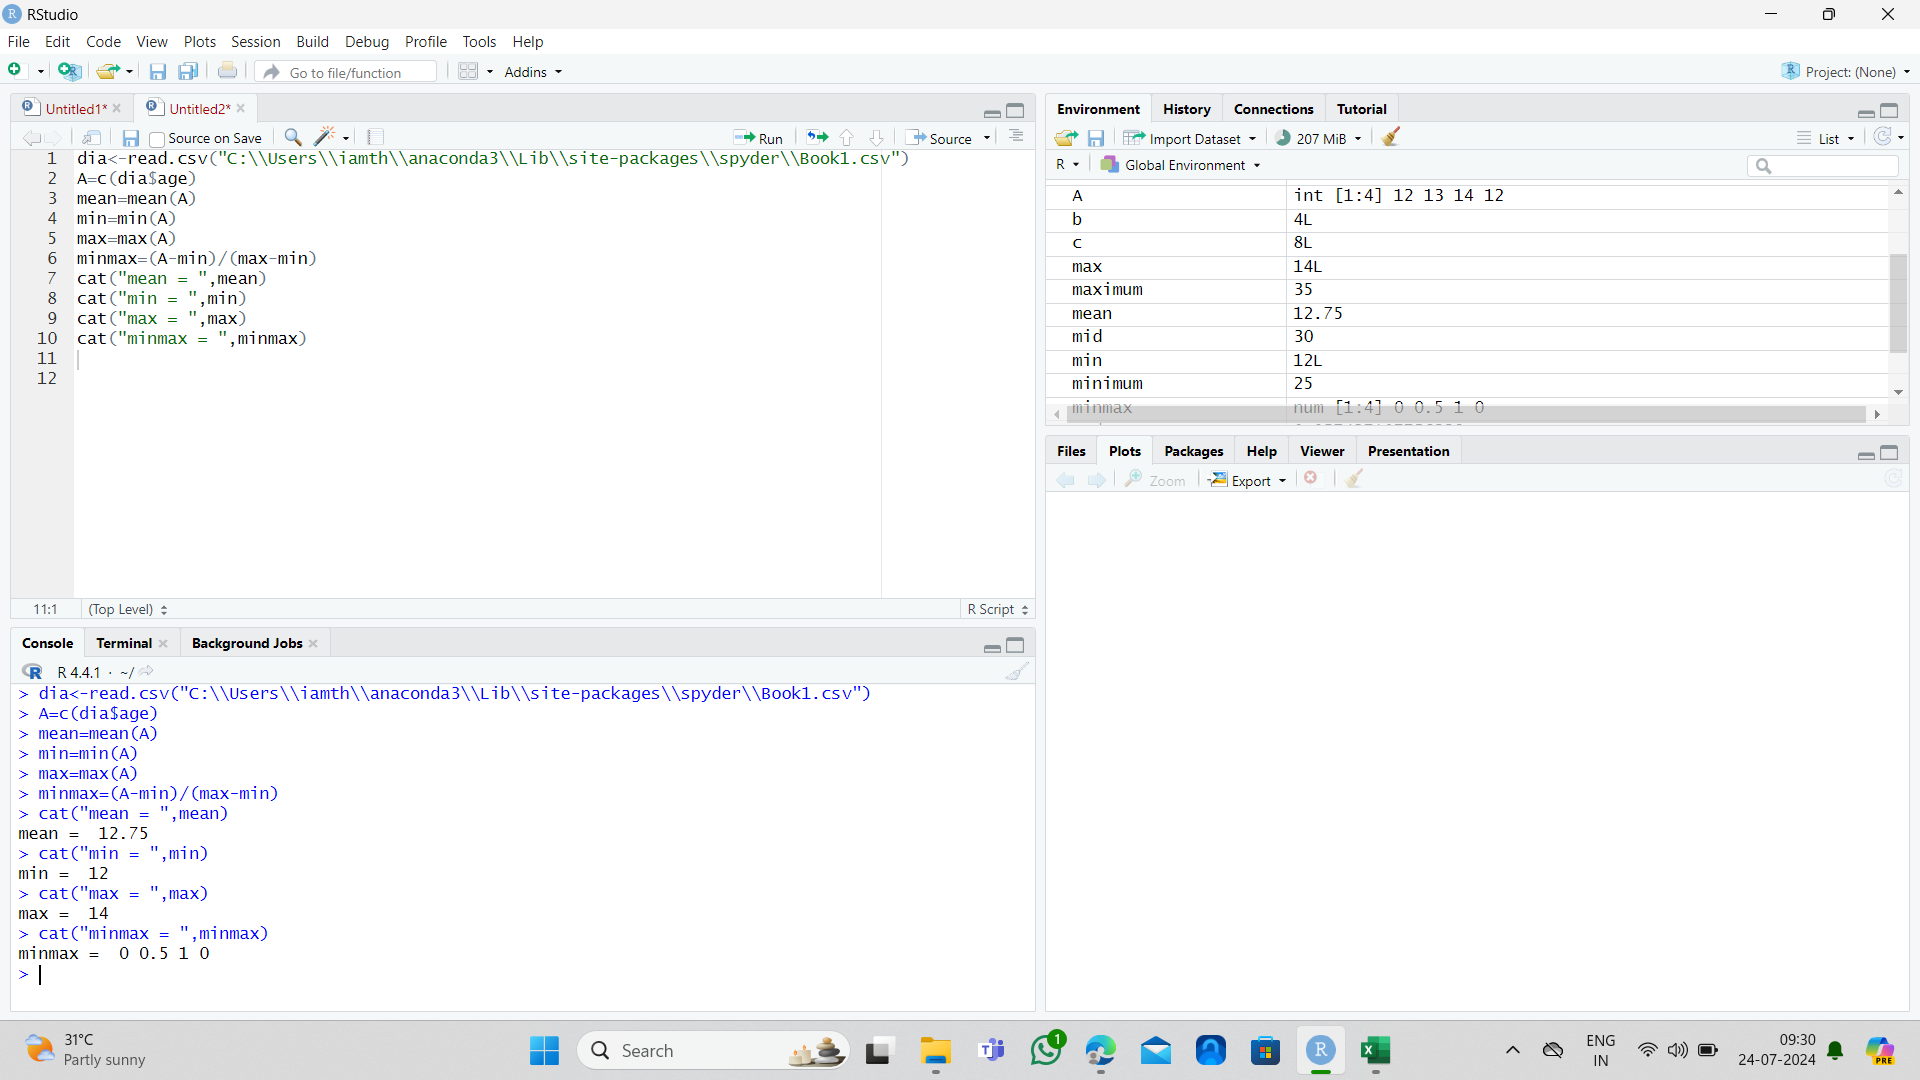 RStudio
File Edit Code View Plots Session Build Debug Profile Tools Help
Go to file/function Addins Project: (None)
Untitled1* Untitled2*
Source on Save Run Source
1 dia<-read.csv("C:\\Users\\iamth\\anaconda3\\Lib\\site-packages\\spyder\\Book1.csv")
2 A=c(dia$age)
3 mean=mean(A)
4 min=min(A)
5 max=max(A)
6 minmax=(A-min)/(max-min)
7 cat("mean = ",mean)
8 cat("min = ",min)
9 cat("max = ",max)
10 cat("minmax = ",minmax)
11
12
11:1 (Top Level) R Script
Console Terminal Background Jobs
R 4.4.1 · ~/
> dia<-read.csv("C:\\Users\\iamth\\anaconda3\\Lib\\site-packages\\spyder\\Book1.csv")
> A=c(dia$age)
> mean=mean(A)
> min=min(A)
> max=max(A)
> minmax=(A-min)/(max-min)
> cat("mean = ",mean)
mean =  12.75
> cat("min = ",min)
min =  12
> cat("max = ",max)
max =  14
> cat("minmax = ",minmax)
minmax =  0 0.5 1 0
>
Environment History Connections Tutorial
Import Dataset 207 MiB List
R Global Environment
A int [1:4] 12 13 14 12
b 4L
c 8L
max 14L
maximum 35
mean 12.75
mid 30
min 12L
minimum 25
minmax num [1:4] 0 0.5 1 0
Files Plots Packages Help Viewer Presentation
Zoom Export
31°C
Partly sunny
Search
1
ENG
IN
09:30
24-07-2024
PRE